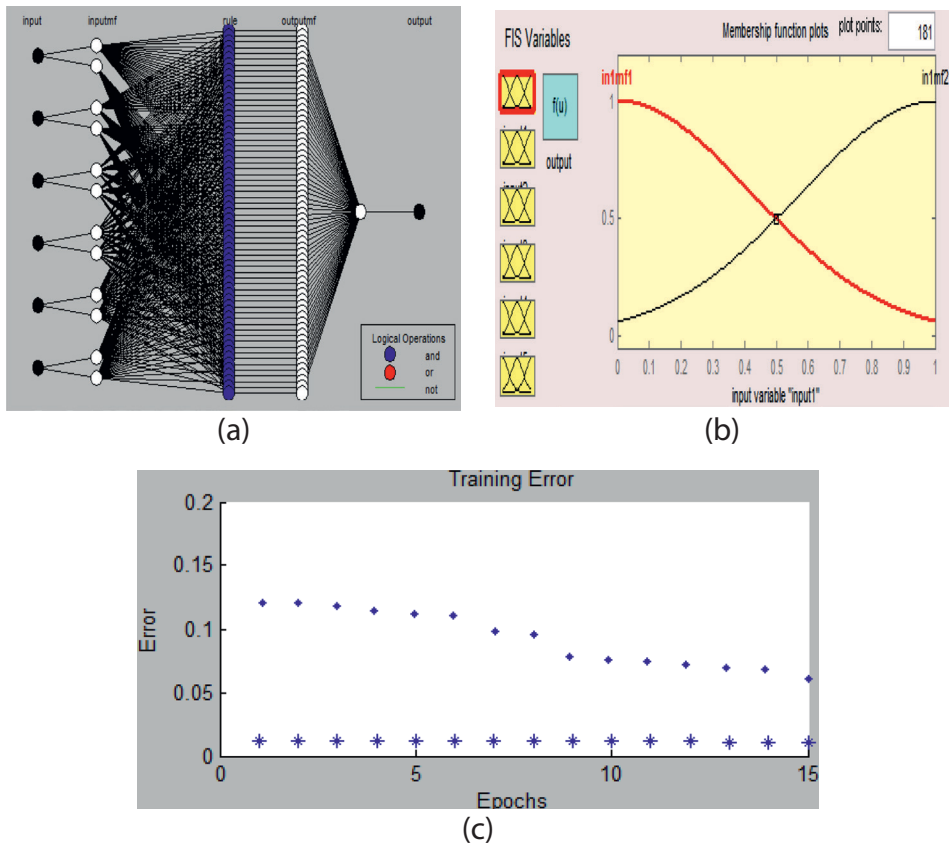 input inputmf rule outputmf output
Logical Operations
and
or
not
(a)
FIS Variables
f(u)
output
Membership function plots plot points: 181
in1mf1 in1mf2
1
0.5
0
0 0.1 0.2 0.3 0.4 0.5 0.6 0.7 0.8 0.9 1
input variable "input1"
(b)
Training Error
0.2
0.15
0.1
0.05
0
Error
0 5 10 15
Epochs
(c)